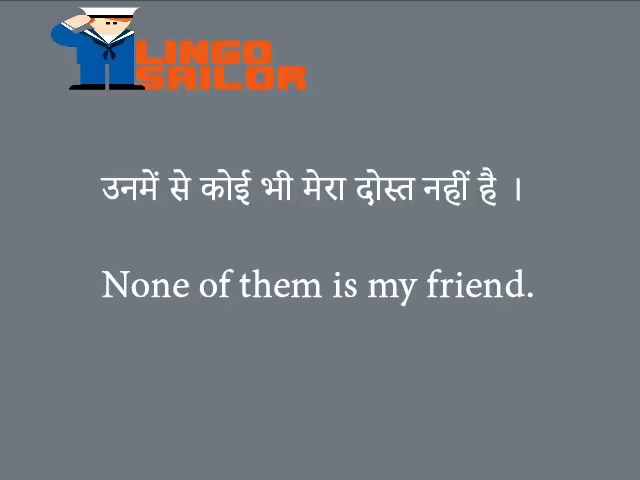 LINGO
SAILOR
उनमें से कोई भी मेरा दोस्त नहीं है ।
None of them is my friend.